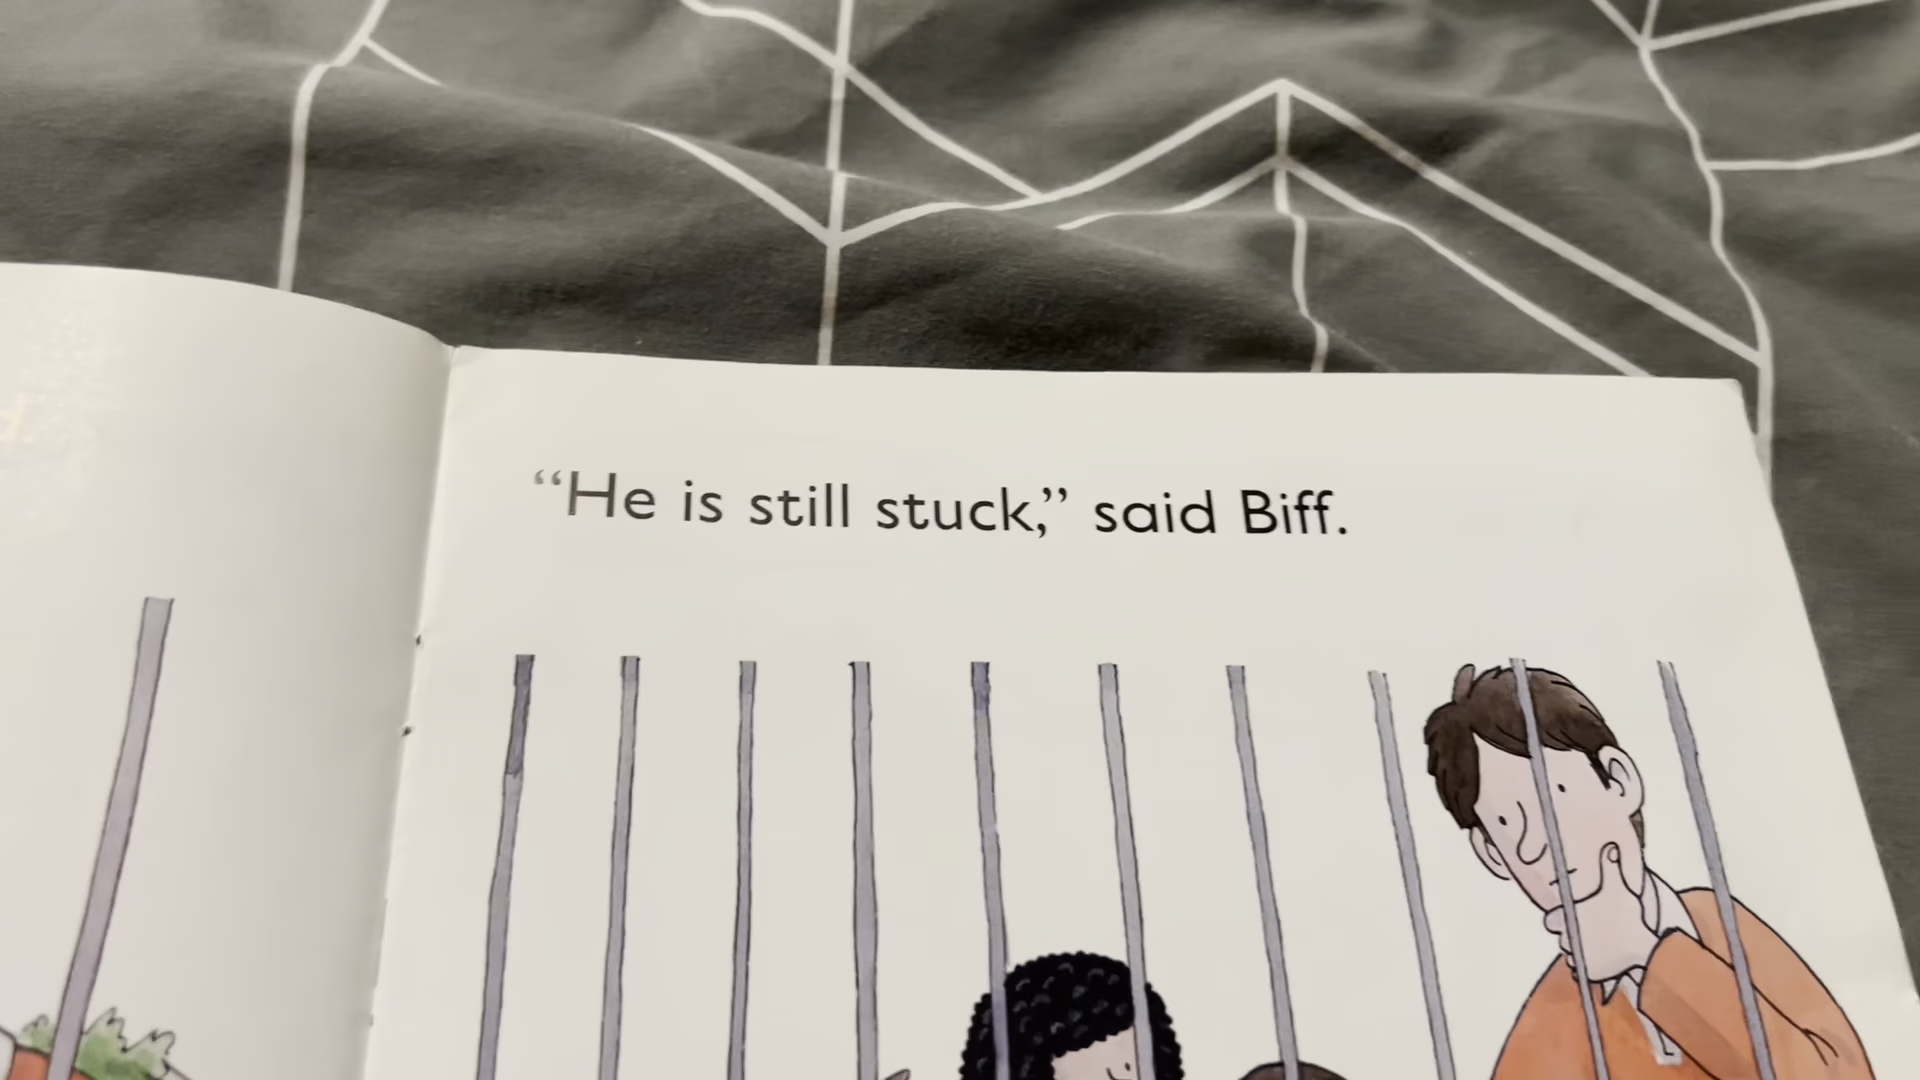 “He is still stuck,” said Biff.